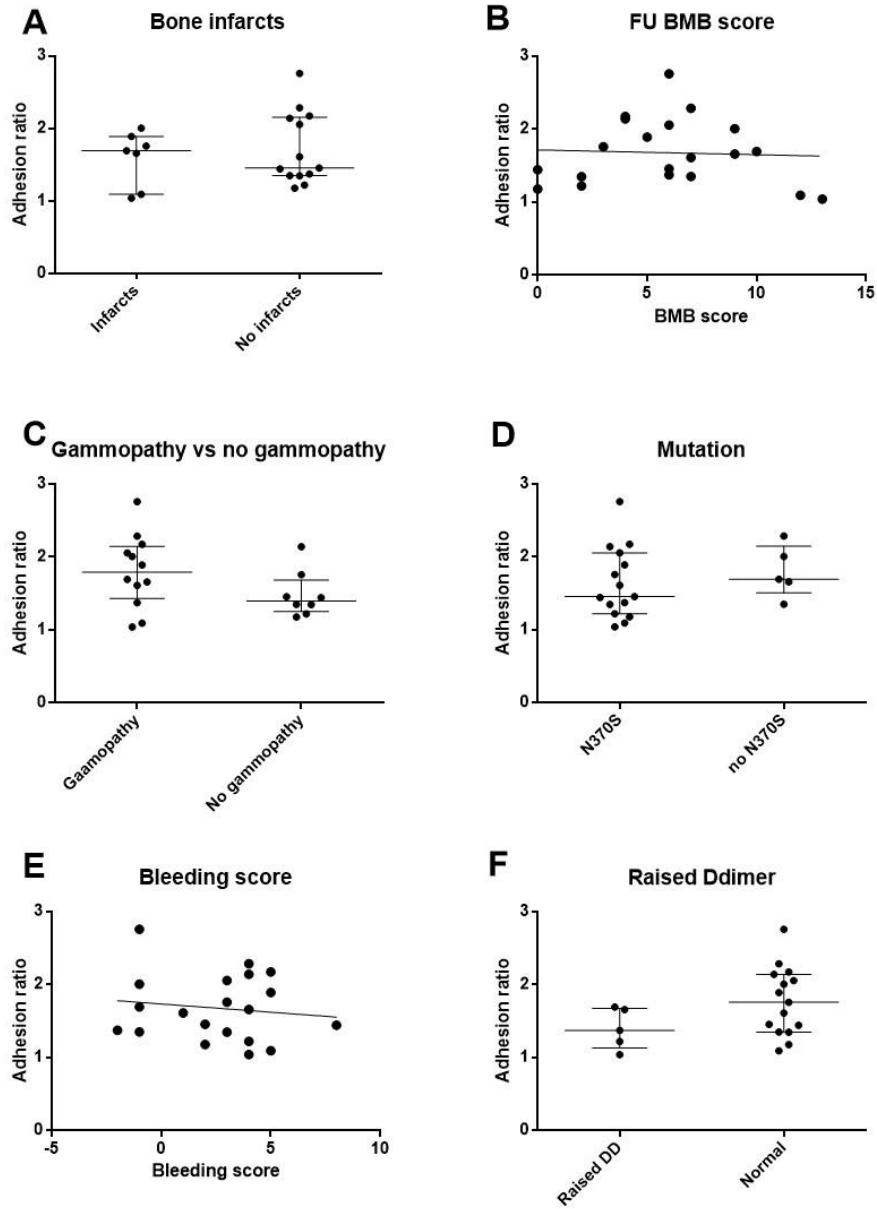 A
Bone infarcts
3
2
1
0
Adhesion ratio
Infarcts
No infarcts
B
FU BMB score
3
2
1
0
Adhesion ratio
0
5
10
15
BMB score
C
Gammopathy vs no gammopathy
3
2
1
0
Adhesion ratio
Gaamopathy
No gammopathy
D
Mutation
3
2
1
0
Adhesion ratio
N370S
no N370S
E
Bleeding score
3
2
1
0
Adhesion ratio
-5
0
5
10
Bleeding score
F
Raised Ddimer
3
2
1
0
Adhesion ratio
Raised DD
Normal